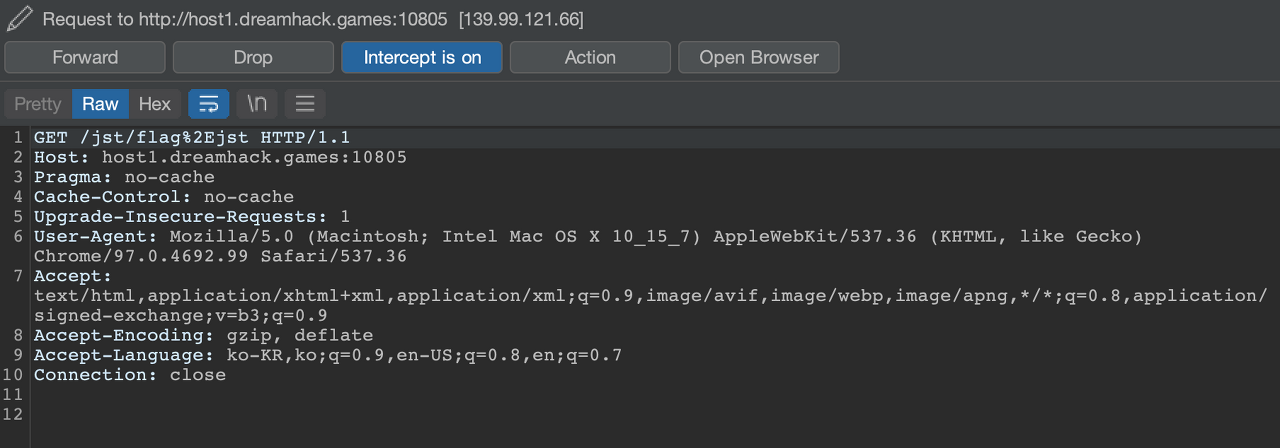 Request to http://host1.dreamhack.games:10805 [139.99.121.66]
Forward Drop Intercept is on Action Open Browser
Pretty Raw Hex \n
1 GET /jst/flag%2Ejst HTTP/1.1
2 Host: host1.dreamhack.games:10805
3 Pragma: no-cache
4 Cache-Control: no-cache
5 Upgrade-Insecure-Requests: 1
6 User-Agent: Mozilla/5.0 (Macintosh; Intel Mac OS X 10_15_7) AppleWebKit/537.36 (KHTML, like Gecko)
Chrome/97.0.4692.99 Safari/537.36
7 Accept:
text/html,application/xhtml+xml,application/xml;q=0.9,image/avif,image/webp,image/apng,*/*;q=0.8,application/
signed-exchange;v=b3;q=0.9
8 Accept-Encoding: gzip, deflate
9 Accept-Language: ko-KR,ko;q=0.9,en-US;q=0.8,en;q=0.7
10 Connection: close
11
12